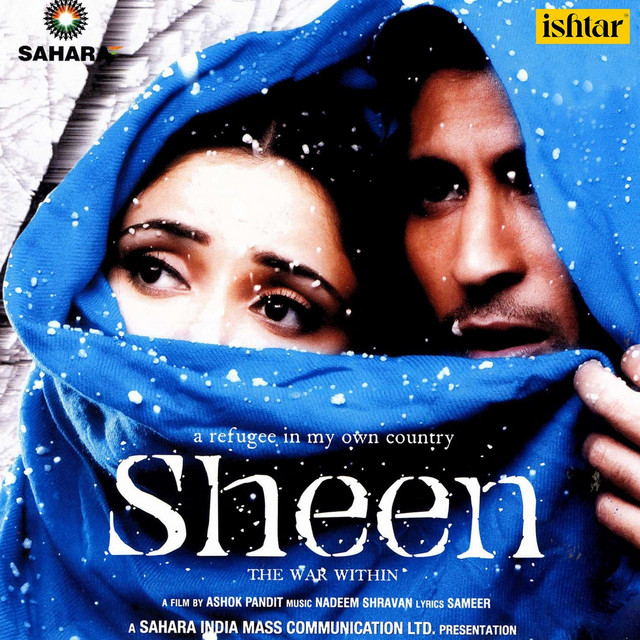 SAHARA
ishtar
a refugee in my own country
Sheen
THE WAR WITHIN
A FILM BY ASHOK PANDIT MUSIC NADEEM SHRAVAN LYRICS SAMEER
A SAHARA INDIA MASS COMMUNICATION LTD. PRESENTATION